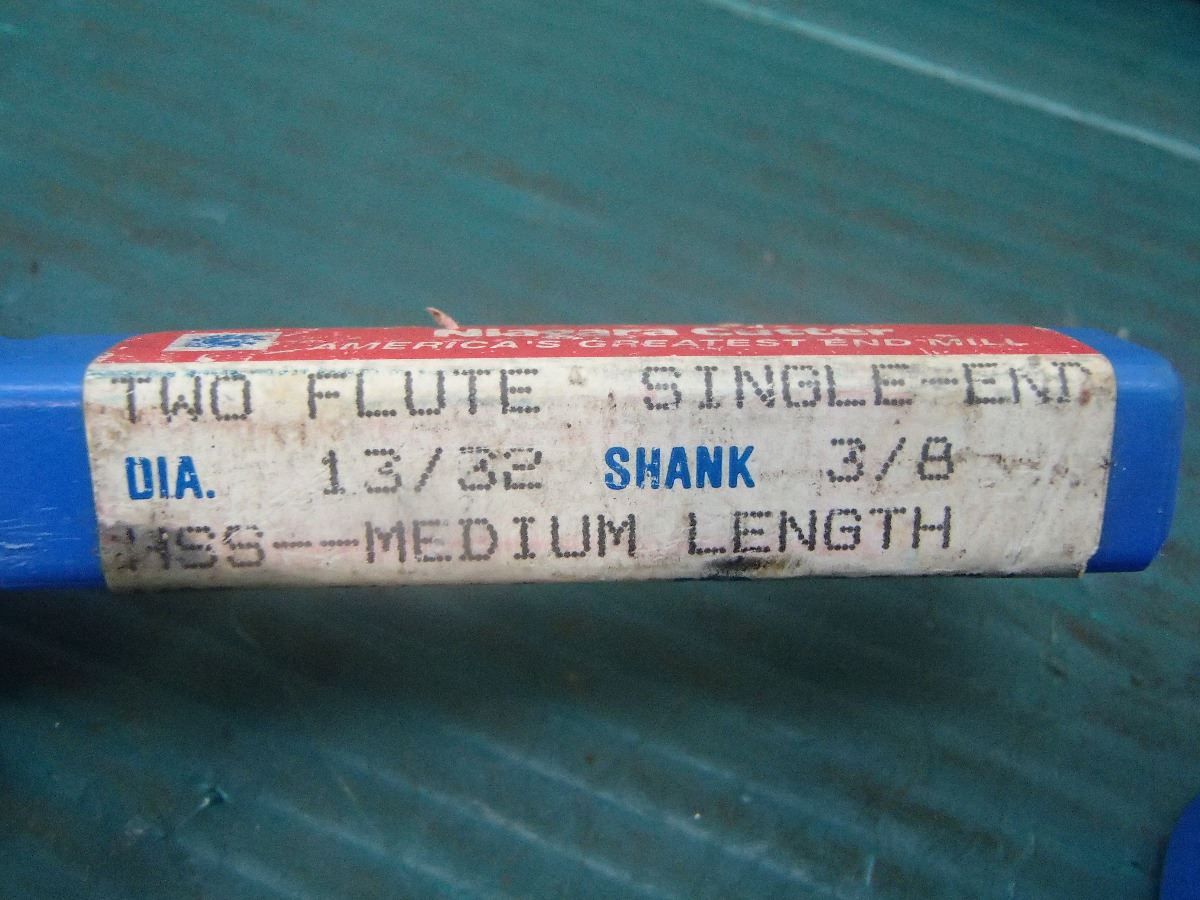 Niagara Cutter
AMERICA'S GREATEST END MILL
TWO FLUTE SINGLE-END
DIA. 13/32 SHANK 3/8
HSS--MEDIUM LENGTH